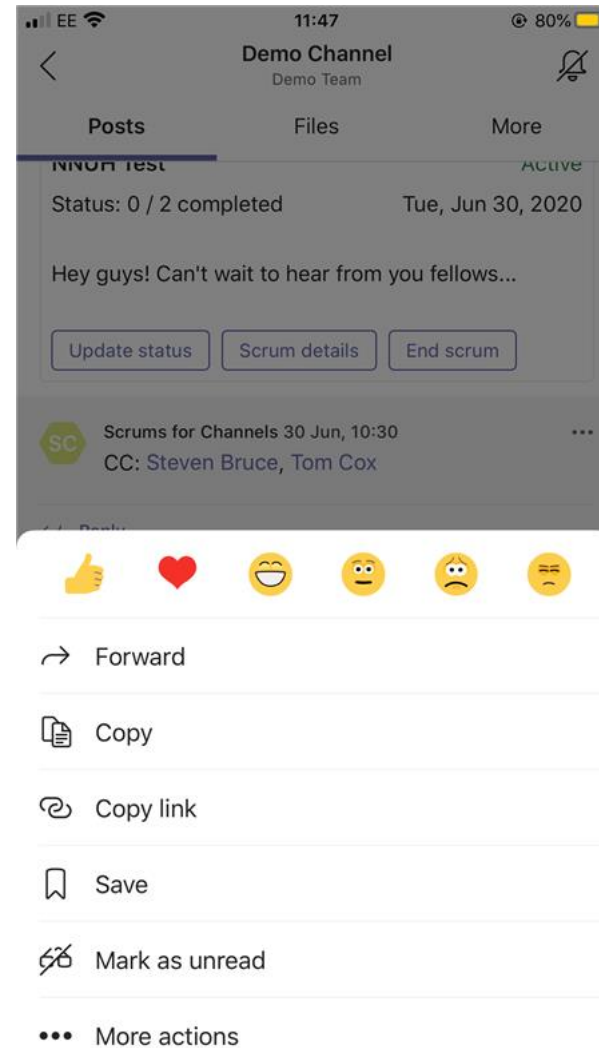 EE 11:47 80%
Demo Channel
Demo Team
Posts Files More
NNUH Test Active
Status: 0 / 2 completed Tue, Jun 30, 2020
Hey guys! Can't wait to hear from you fellows...
Update status Scrum details End scrum
SC Scrums for Channels 30 Jun, 10:30
CC: Steven Bruce, Tom Cox
Reply
Forward
Copy
Copy link
Save
Mark as unread
More actions